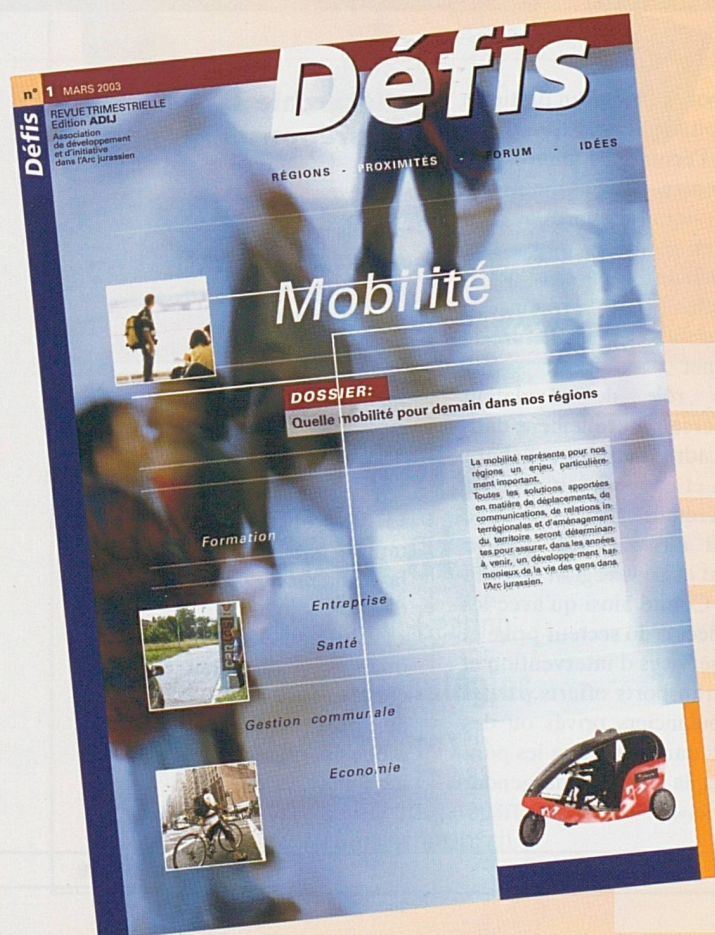 n° 1 MARS 2003
Défis
Défis
REVUE TRIMESTRIELLE
Edition ADIJ
Association
de développement
et d'initiative
dans l'Arc jurassien
RÉGIONS - PROXIMITÉS - FORUM - IDÉES
Mobilité
DOSSIER:
Quelle mobilité pour demain dans nos régions
La mobilité représente pour nos
régions un enjeu particulière-
ment important.
Toutes les solutions apportées
en matière de déplacements, de
communications, de relations in-
terrégionales et d'aménagement
du territoire seront déterminan-
tes pour assurer, dans les années
à venir, un développe-ment har-
monieux de la vie des gens dans
l'Arc jurassien.
Formation
Entreprise
Santé
Gestion communale
Economie